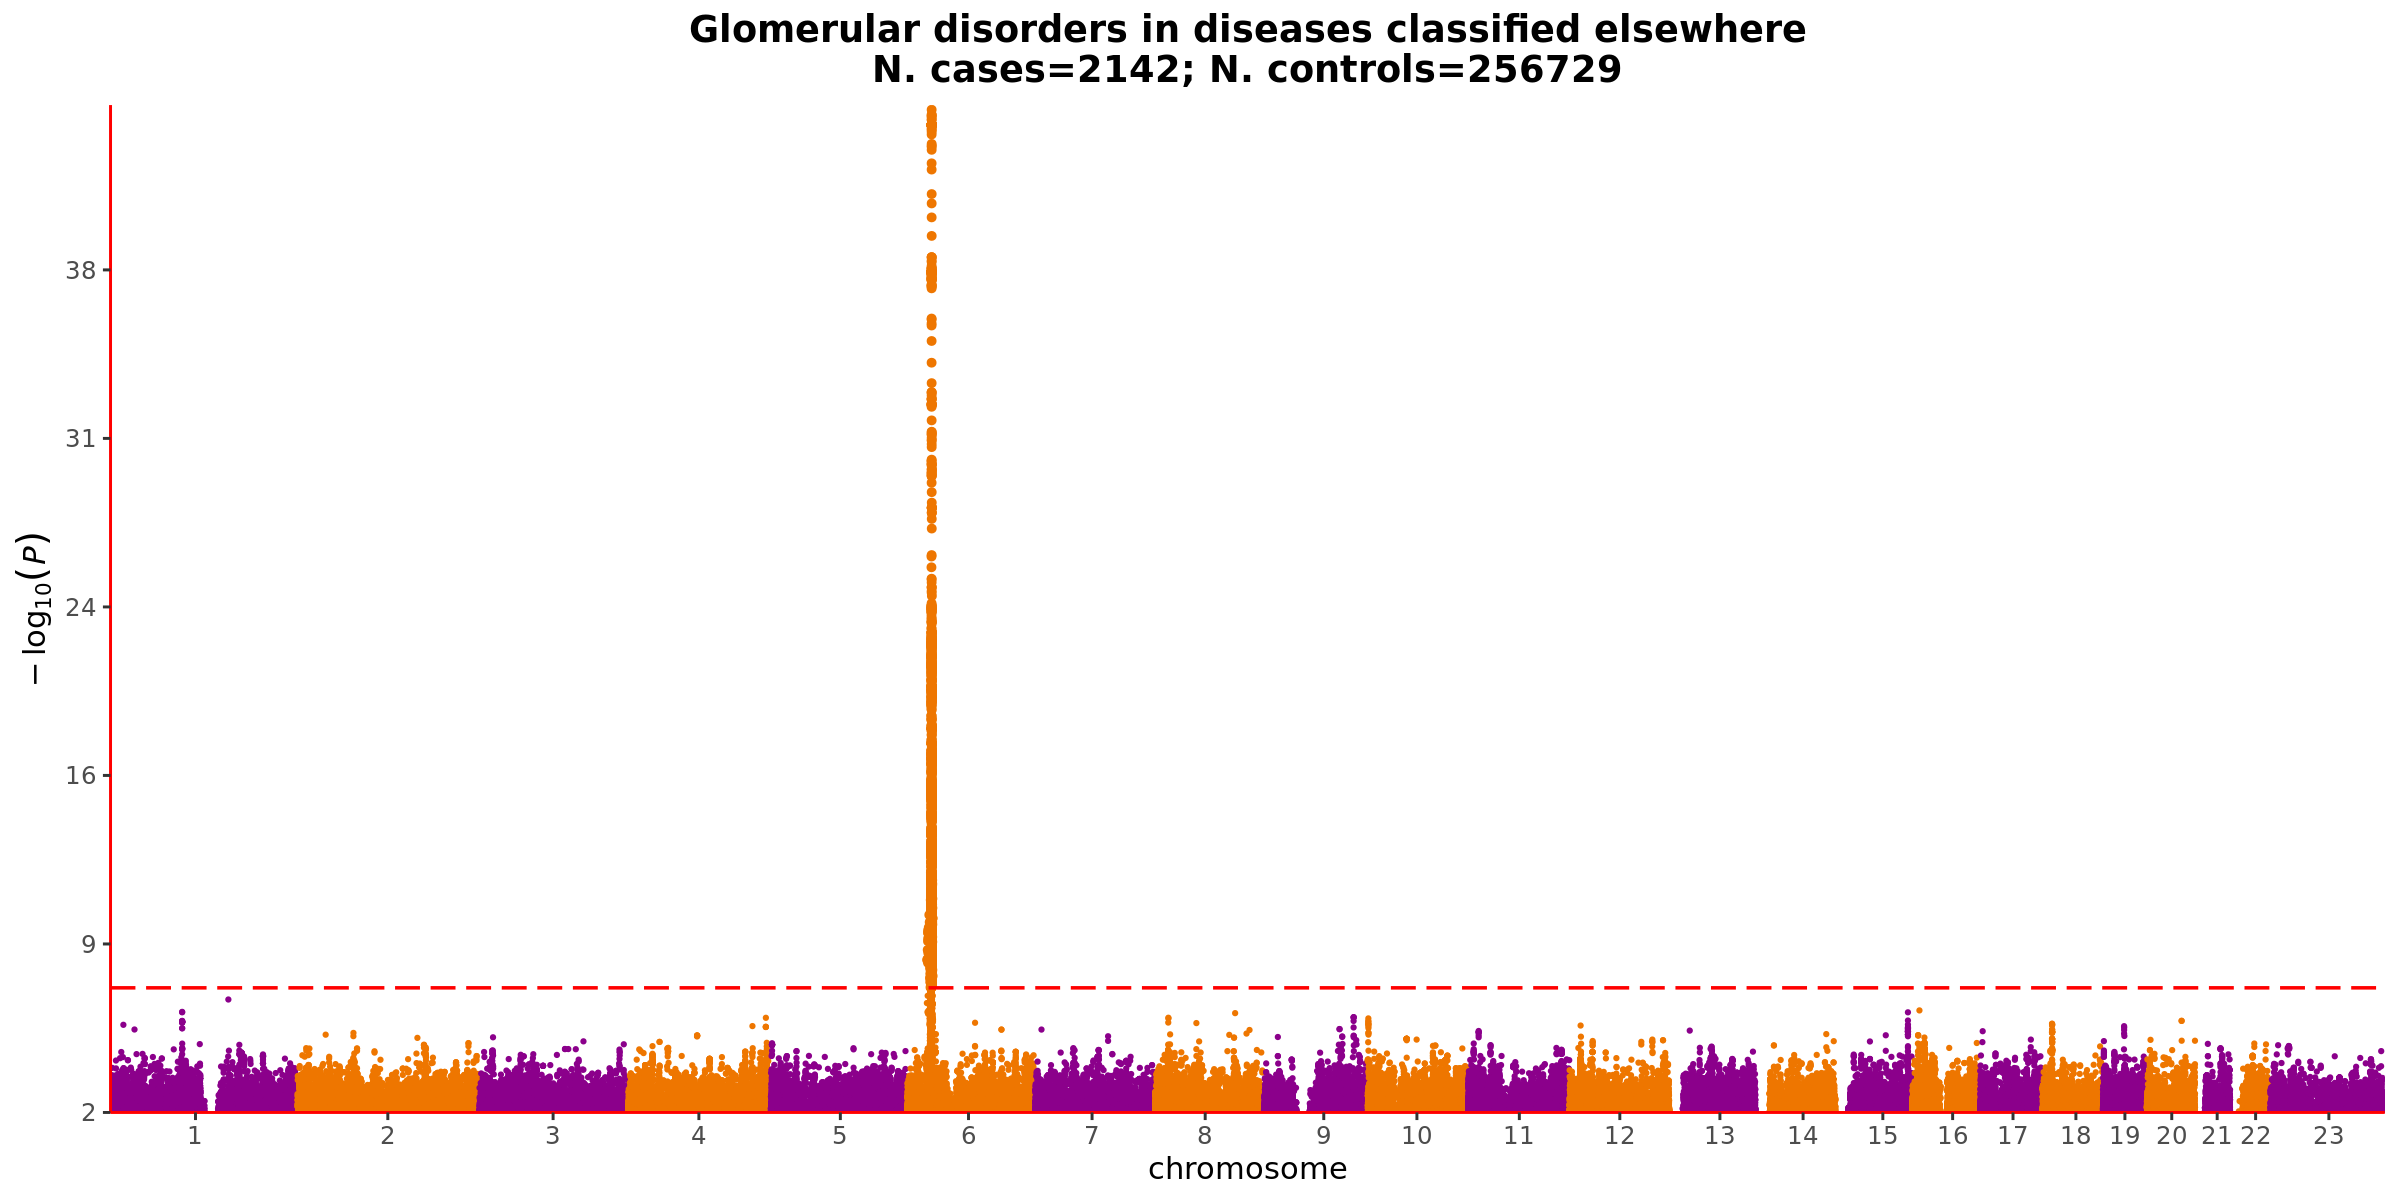 Glomerular disorders in diseases classified elsewhere
N. cases=2142; N. controls=256729
38
31
24
16
9
2
− log₁₀(P)
1 2 3 4 5 6 7 8 9 10 11 12 13 14 15 16 17 18 19 20 21 22 23
chromosome